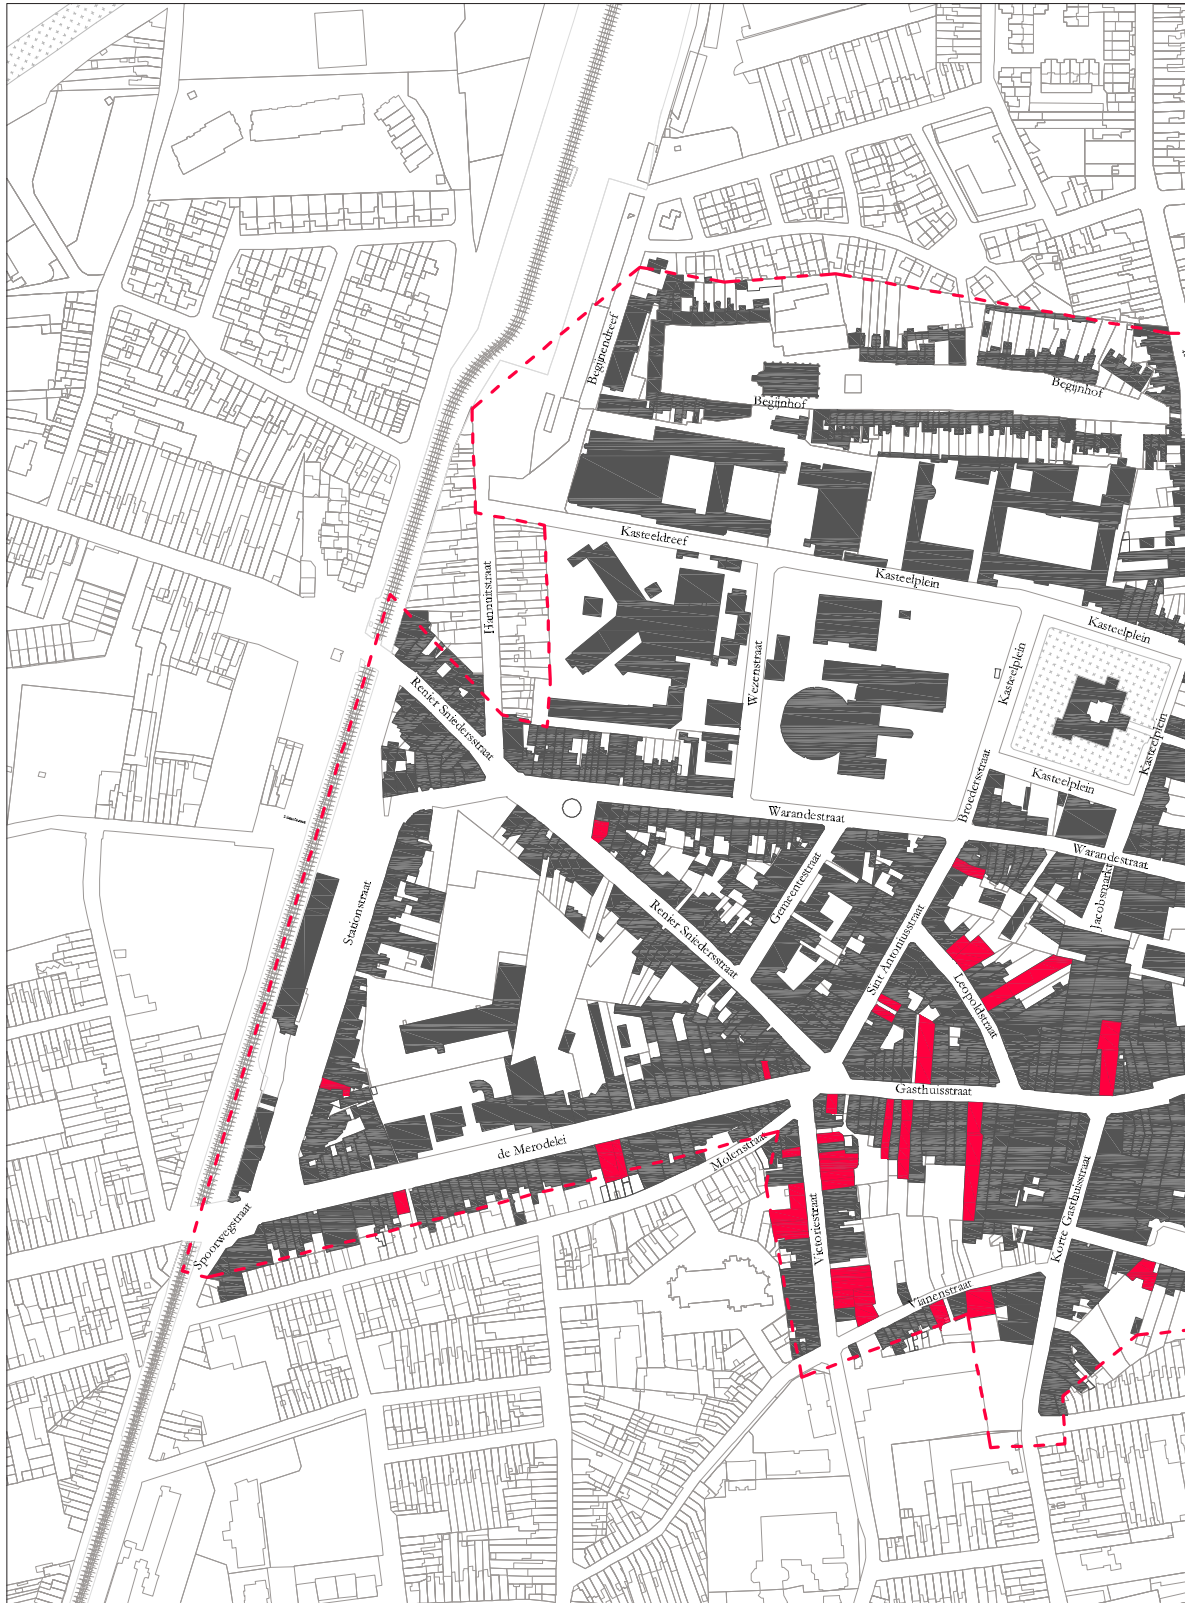 Begijnendreef
Begijnhof
Begijnhof
Kasteeldreef
Kasteelplein
Hannuitstraat
Wezenstraat
Kasteelplein
Kasteelplein
Kasteelplein
Kasteelplein
Renier Sniedersstraat
Broedersstraat
Warandestraat
Warandestraat
Jacobsmarkt
Gemeentestraat
Stationstraat
Renier Sniedersstraat
Sint Antoniusstraat
Leopoldstraat
Gasthuisstraat
de Merodelei
Molenstraat
Korte Gasthuisstraat
Victoriestraat
Spoorwegstraat
Vianenstraat